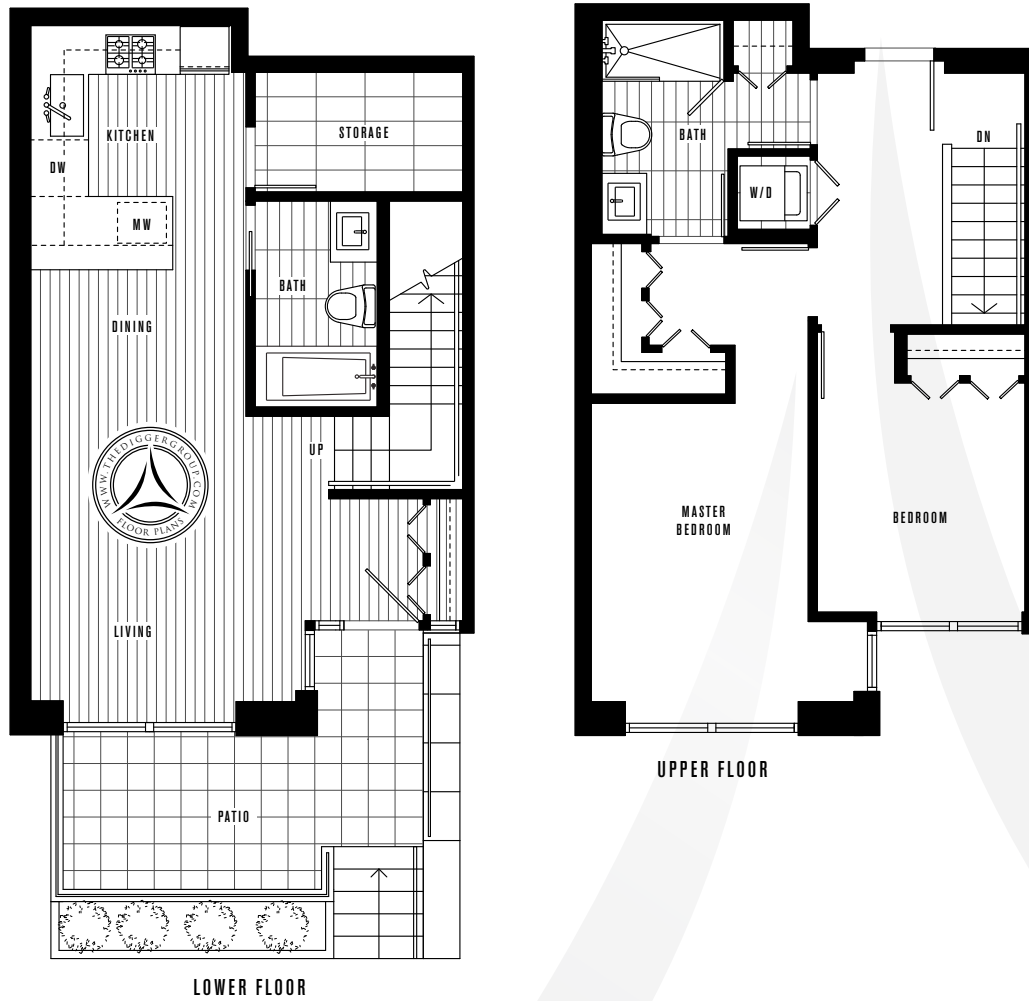 KITCHEN
STORAGE
DW
MW
BATH
DINING
UP
WWW.THEDIGGERGROUP.COM
FLOOR PLANS
LIVING
PATIO
LOWER FLOOR
BATH
DN
W/D
MASTER
BEDROOM
BEDROOM
UPPER FLOOR